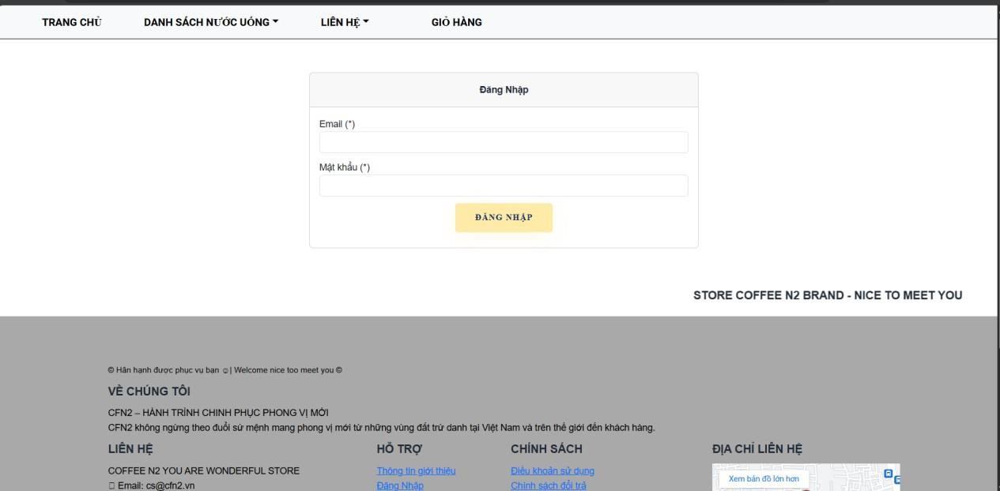 TRANG CHỦ DANH SÁCH NƯỚC UỐNG LIÊN HỆ GIỎ HÀNG
Đăng Nhập
Email (*)
Mật khẩu (*)
ĐĂNG NHẬP
STORE COFFEE N2 BRAND - NICE TO MEET YOU
© Hân hạnh được phục vụ bạn ☺| Welcome nice too meet you ©
VỀ CHÚNG TÔI
CFN2 – HÀNH TRÌNH CHINH PHỤC PHONG VỊ MỚI
CFN2 không ngừng theo đuổi sứ mệnh mang phong vị mới từ những vùng đất trứ danh tại Việt Nam và trên thế giới đến khách hàng.
LIÊN HỆ HỖ TRỢ CHÍNH SÁCH ĐỊA CHỈ LIÊN HỆ
COFFEE N2 YOU ARE WONDERFUL STORE Thông tin giới thiệu Điều khoản sử dụng Xem bản đồ lớn hơn
Email: cs@cfn2.vn Đăng Nhập Chính sách đổi trả